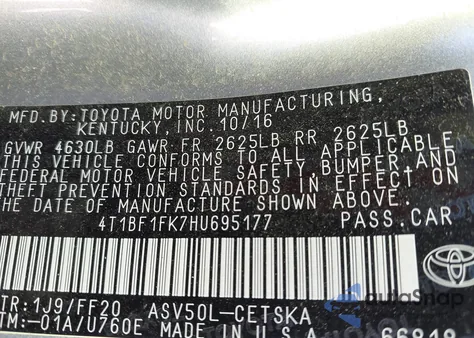 MFD.BY:TOYOTA MOTOR MANUFACTURING,
KENTUCKY, INC. 10/16
GVWR 4630LB GAWR FR 2625LB RR 2625LB
THIS VEHICLE CONFORMS TO ALL APPLICABLE
FEDERAL MOTOR VEHICLE SAFETY, BUMPER, AND
THEFT PREVENTION STANDARDS IN EFFECT ON
THE DATE OF MANUFACTURE SHOWN ABOVE.
4T1BF1FK7HU695177 PASS.CAR
TR:1J9/FF20 ASV50L-CETSKA
TM:-01A/U760E MADE IN U.S.A.
autoSnap